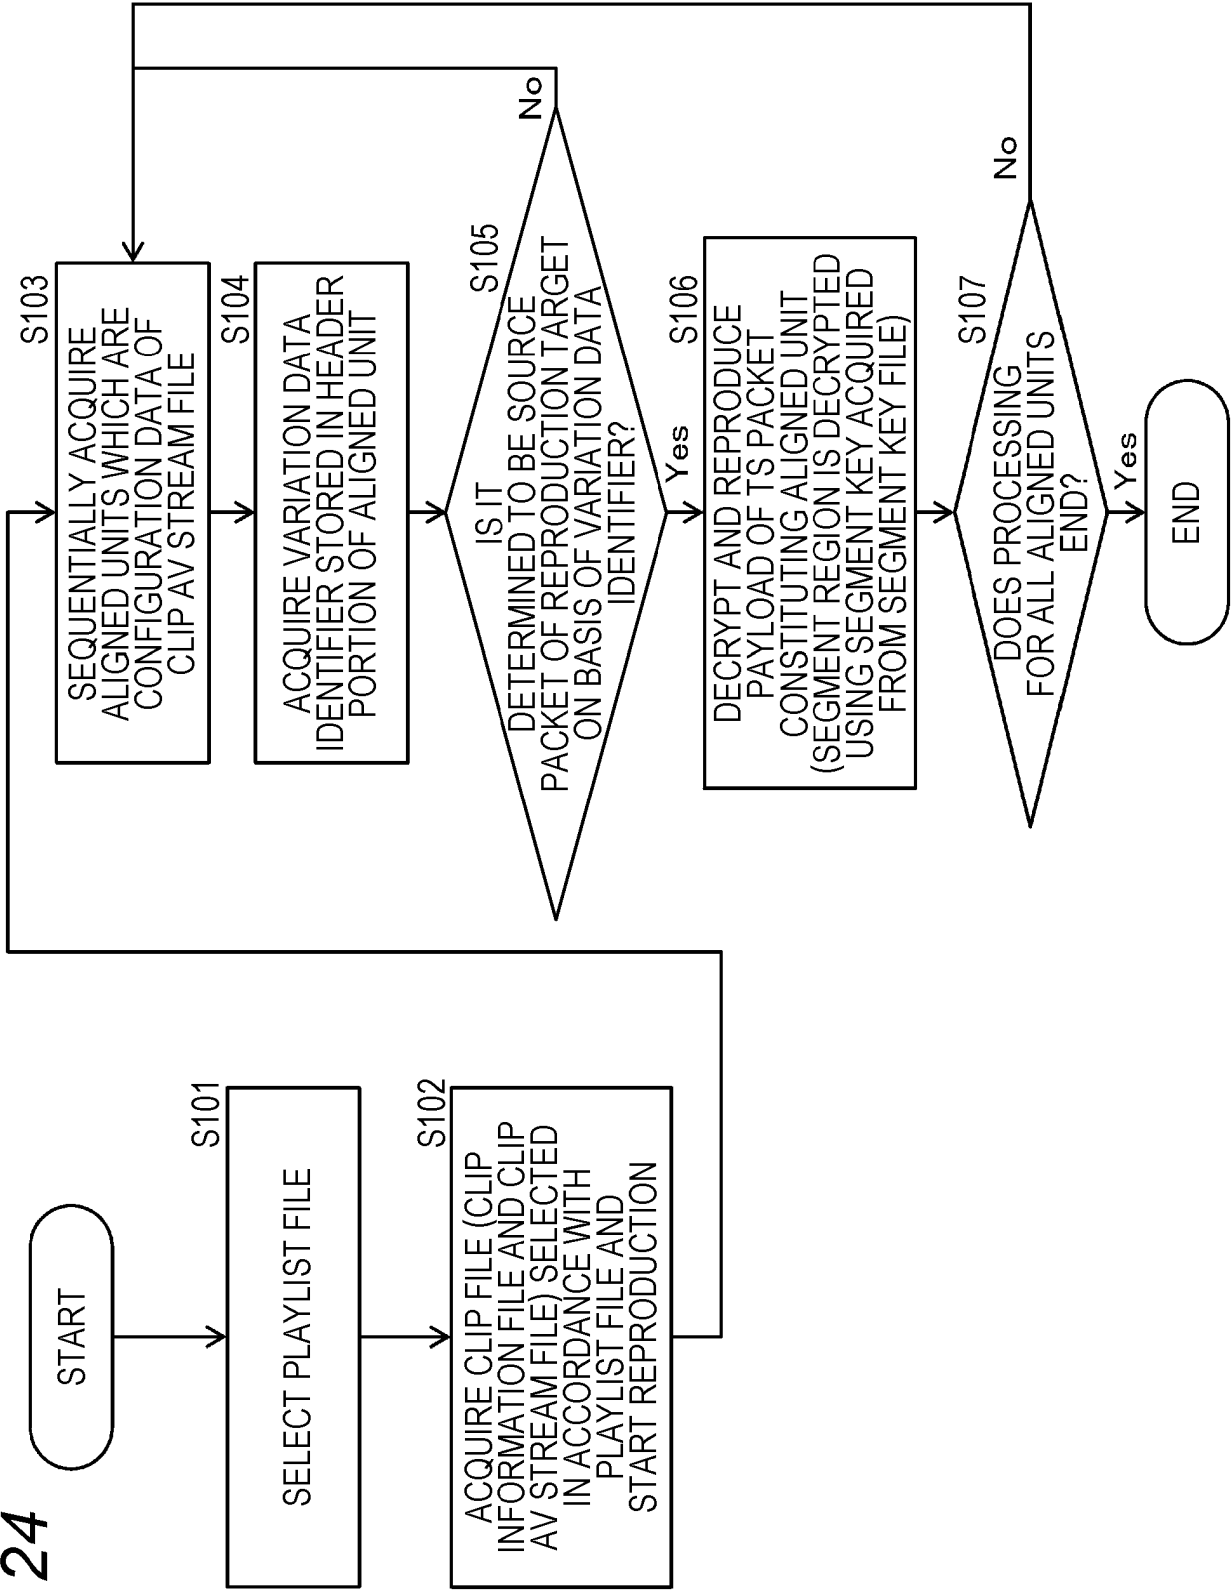 24
START
S101
SELECT PLAYLIST FILE
S102
ACQUIRE CLIP FILE (CLIP
INFORMATION FILE AND CLIP
AV STREAM FILE) SELECTED
IN ACCORDANCE WITH
PLAYLIST FILE AND
START REPRODUCTION
S103
SEQUENTIALLY ACQUIRE
ALIGNED UNITS WHICH ARE
CONFIGURATION DATA OF
CLIP AV STREAM FILE
S104
ACQUIRE VARIATION DATA
IDENTIFIER STORED IN HEADER
PORTION OF ALIGNED UNIT
S105
IS IT
DETERMINED TO BE SOURCE
PACKET OF REPRODUCTION TARGET
ON BASIS OF VARIATION DATA
IDENTIFIER?
No
Yes
S106
DECRYPT AND REPRODUCE
PAYLOAD OF TS PACKET
CONSTITUTING ALIGNED UNIT
(SEGMENT REGION IS DECRYPTED
USING SEGMENT KEY ACQUIRED
FROM SEGMENT KEY FILE)
S107
DOES PROCESSING
FOR ALL ALIGNED UNITS
END?
No
Yes
END